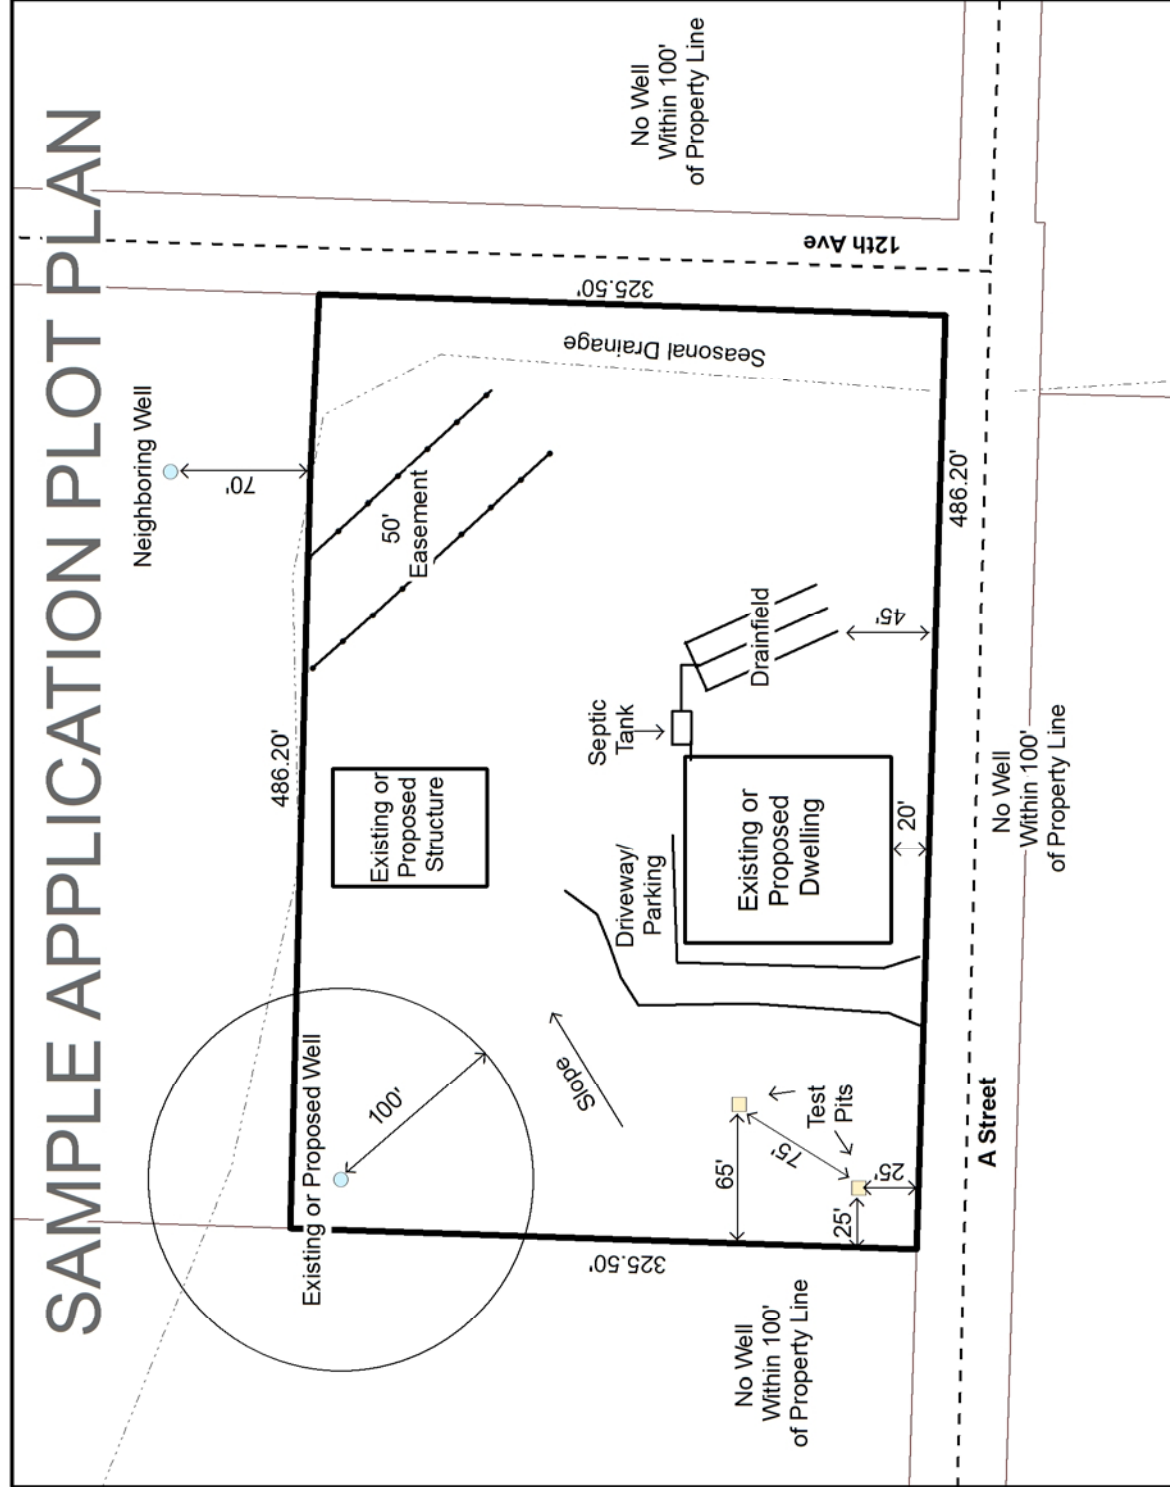 SAMPLE APPLICATION PLOT PLAN
Neighboring Well
70'
486.20'
Existing or Proposed Well
100'
50'
Easement
Existing or
Proposed
Structure
325.50'
Seasonal Drainage
12th Ave
No Well
Within 100'
of Property Line
Slope
Driveway/
Parking
Septic
Tank
Drainfield
45'
Existing or
Proposed
Dwelling
20'
325.50'
65'
75'
Test
Pits
25'
25'
486.20'
No Well
Within 100'
of Property Line
A Street
No Well
Within 100'
of Property Line